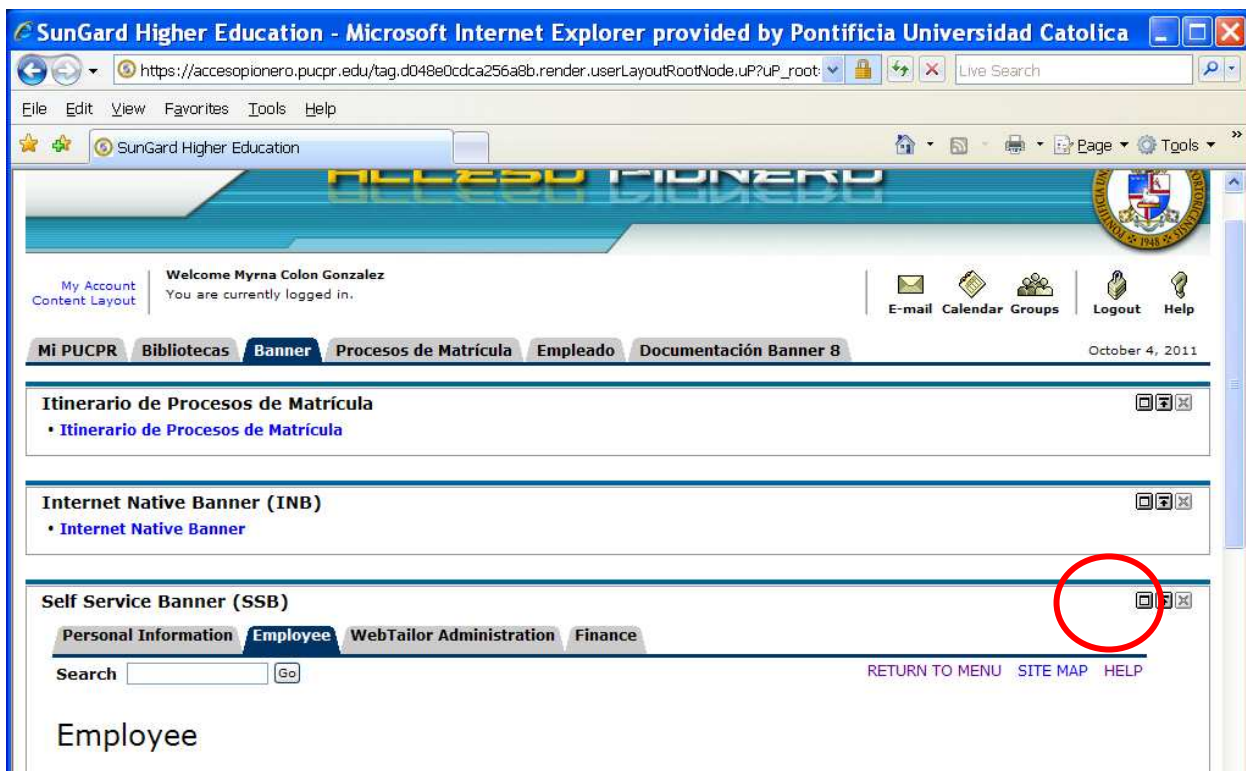 SunGard Higher Education - Microsoft Internet Explorer provided by Pontificia Universidad Catolica
https://accesopionero.pucpr.edu/tag.d048e0cdca256a8b.render.userLayoutRootNode.uP?uP_root:
Live Search
File Edit View Favorites Tools Help
SunGard Higher Education
Page Tools
ACCESO PIONERO
My Account
Content Layout
Welcome Myrna Colon Gonzalez
You are currently logged in.
E-mail Calendar Groups Logout Help
Mi PUCPR Bibliotecas Banner Procesos de Matrícula Empleado Documentación Banner 8 October 4, 2011
Itinerario de Procesos de Matrícula
• Itinerario de Procesos de Matrícula
Internet Native Banner (INB)
• Internet Native Banner
Self Service Banner (SSB)
Personal Information Employee WebTailor Administration Finance
Search Go RETURN TO MENU SITE MAP HELP
Employee